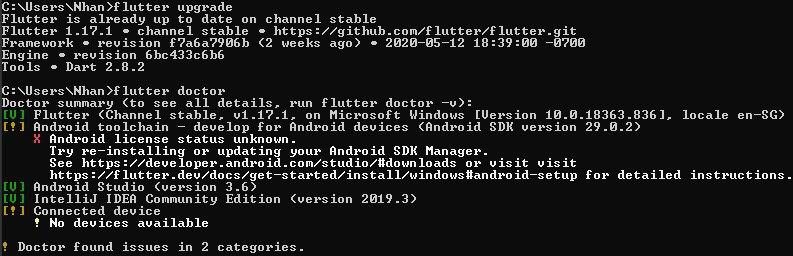 C:\Users\Nhan>flutter upgrade
Flutter is already up to date on channel stable
Flutter 1.17.1 • channel stable • https://github.com/flutter/flutter.git
Framework • revision f7a6a7906b (2 weeks ago) • 2020-05-12 18:39:00 -0700
Engine • revision 6bc433c6b6
Tools • Dart 2.8.2
C:\Users\Nhan>flutter doctor
Doctor summary (to see all details, run flutter doctor -v):
[√] Flutter (Channel stable, v1.17.1, on Microsoft Windows [Version 10.0.18363.836], locale en-SG)
[!] Android toolchain - develop for Android devices (Android SDK version 29.0.2)
X Android license status unknown.
Try re-installing or updating your Android SDK Manager.
See https://developer.android.com/studio/#downloads or visit visit
https://flutter.dev/docs/get-started/install/windows#android-setup for detailed instructions.
[√] Android Studio (version 3.6)
[√] IntelliJ IDEA Community Edition (version 2019.3)
[!] Connected device
! No devices available
! Doctor found issues in 2 categories.